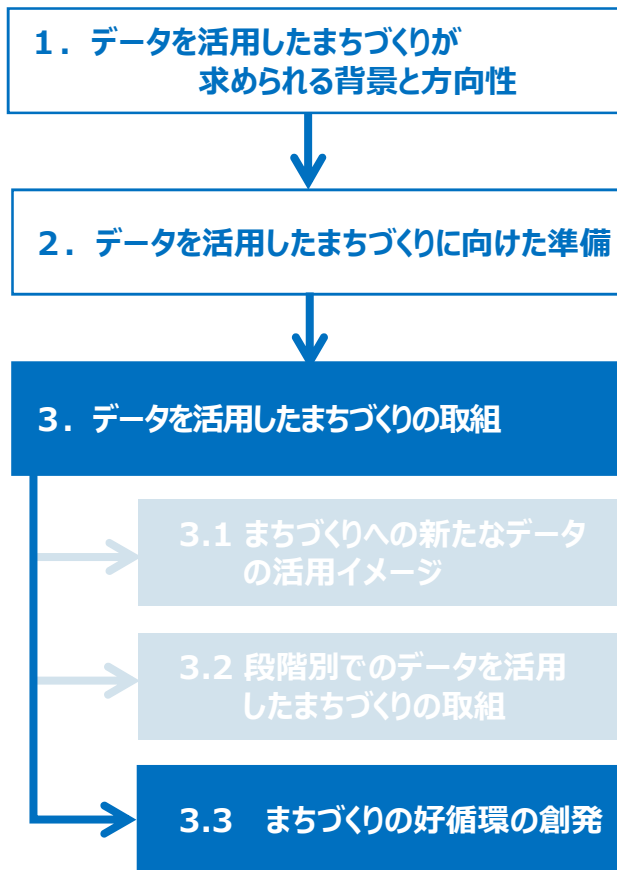 1．データを活用したまちづくりが
求められる背景と方向性
2．データを活用したまちづくりに向けた準備
3．データを活用したまちづくりの取組
3.1 まちづくりへの新たなデータ
の活用イメージ
3.2 段階別でのデータを活用
したまちづくりの取組
3.3　まちづくりの好循環の創発